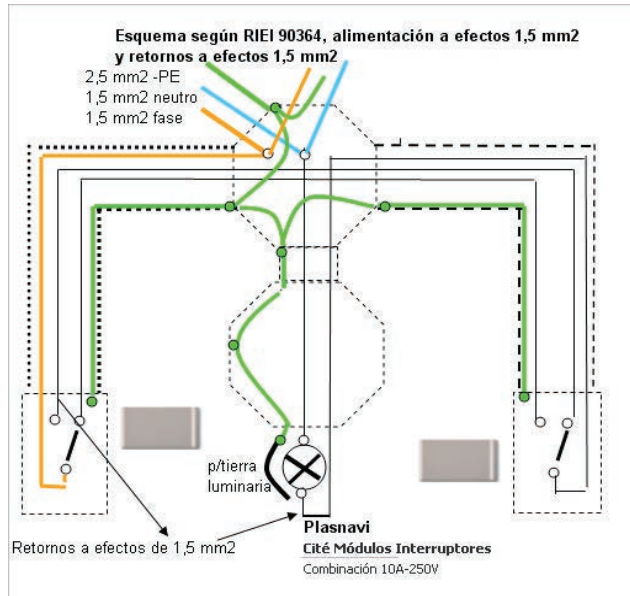 Esquema según RIEI 90364, alimentación a efectos 1,5 mm2
y retornos a efectos 1,5 mm2
2,5 mm2 -PE
1,5 mm2 neutro
1,5 mm2 fase
p/tierra
luminaria
Retornos a efectos de 1,5 mm2
Plasnavi
Cité Módulos Interruptores
Combinación 10A-250V